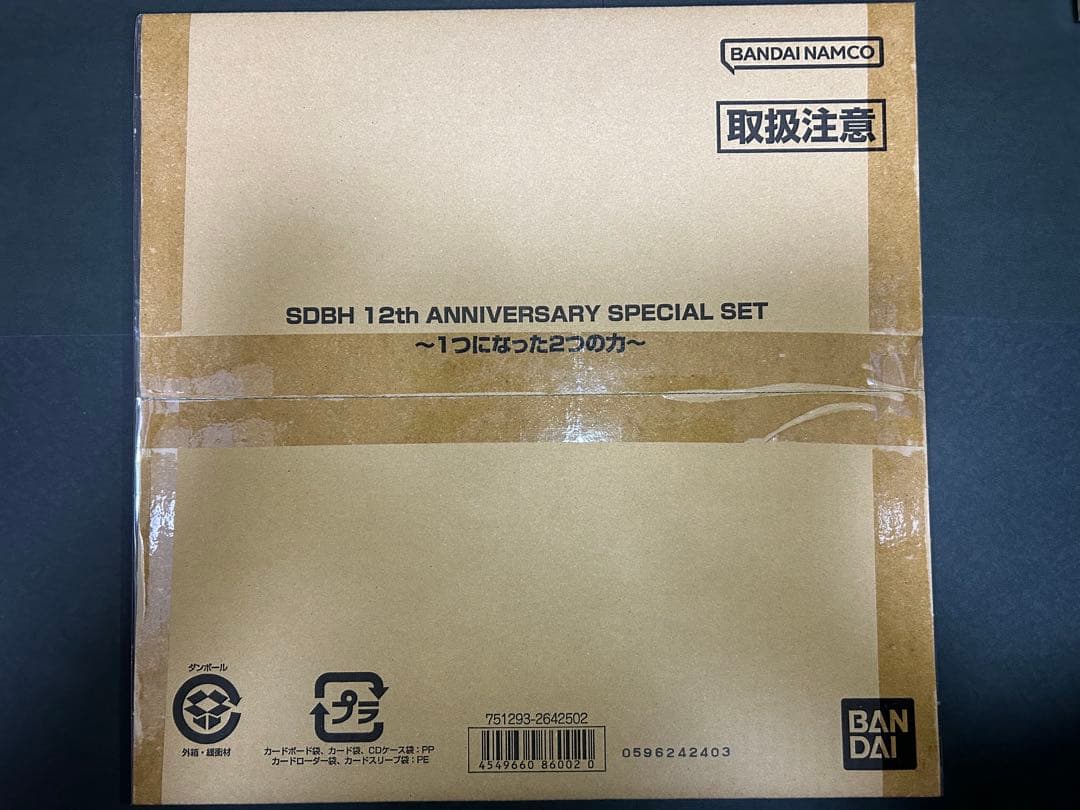 BANDAI NAMCO
取扱注意
SDBH 12th ANNIVERSARY SPECIAL SET
～1つになった2つの力～
ダンボール
外箱・緩衝材
プラ
カードボード袋、カード袋、CDケース袋：PP
カードローダー袋、カードスリーブ袋：PE
751293-2642502
4549660 86002 0
0596242403
BAN
DAI